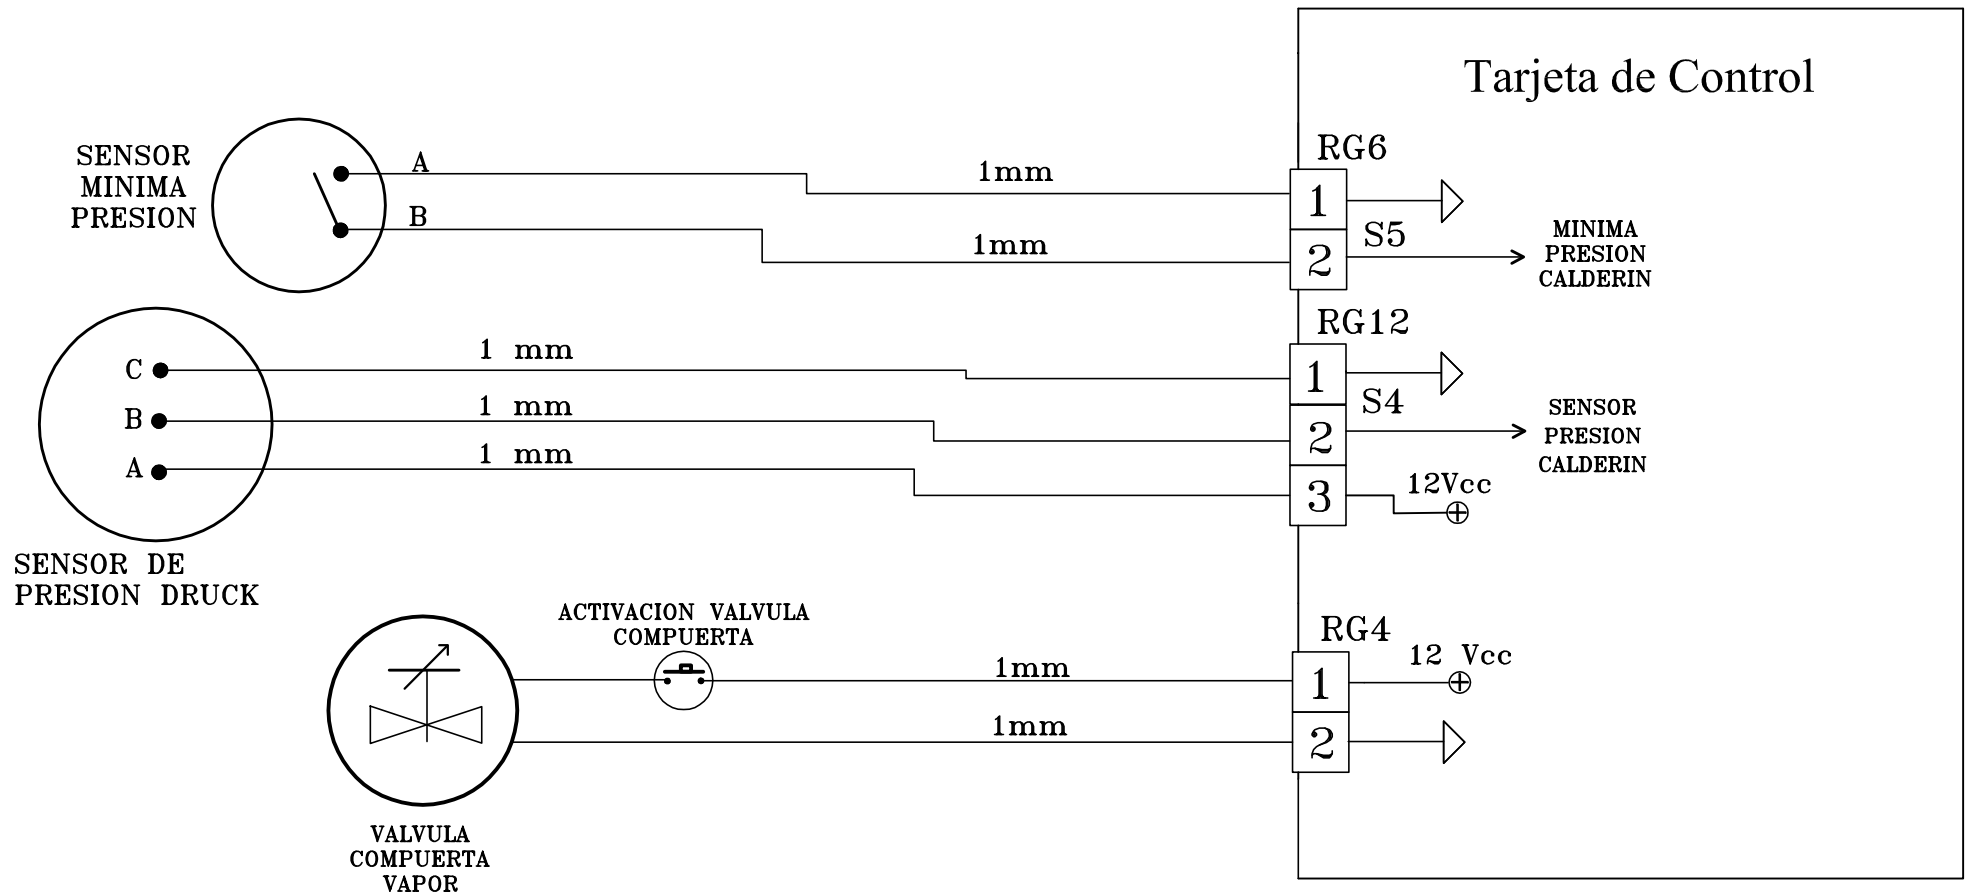 Tarjeta de Control
SENSOR
MINIMA
PRESION
A
B
1mm
1mm
RG6
1
2
S5
MINIMA
PRESION
CALDERIN
C
B
A
1 mm
1 mm
1 mm
RG12
1
2
3
S4
SENSOR
PRESION
CALDERIN
12Vcc
SENSOR DE
PRESION DRUCK
ACTIVACION VALVULA
COMPUERTA
1mm
1mm
RG4
1
2
12 Vcc
VALVULA
COMPUERTA
VAPOR